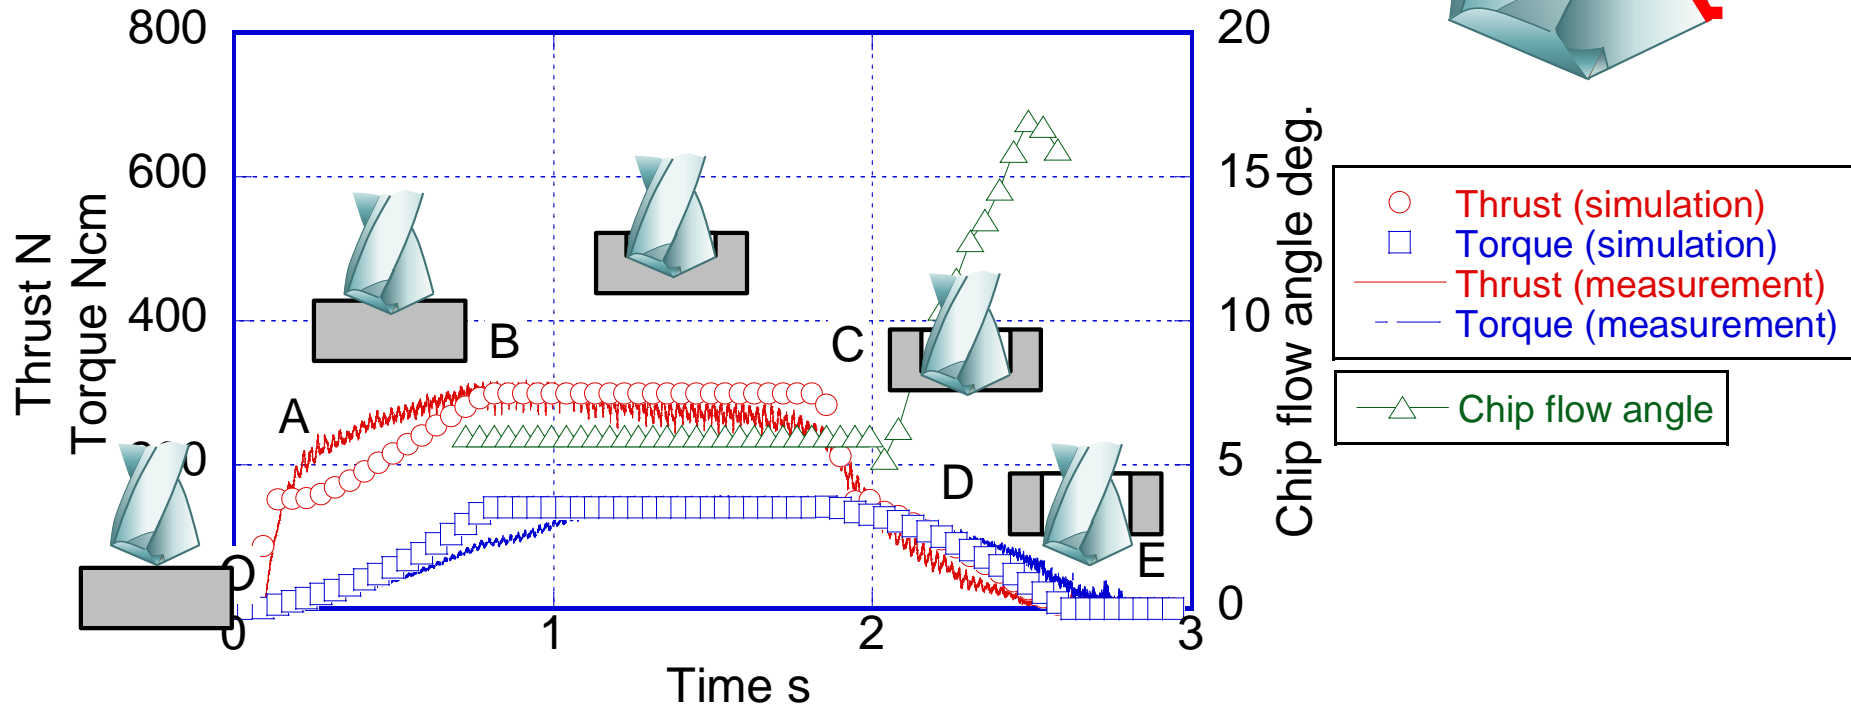 800
20
600
15
400
10
0
5
0
0
1
2
3
Thrust N
Torque Ncm
Time s
Chip flow angle deg.
A
B
C
D
E
O
Thrust (simulation)
Torque (simulation)
Thrust (measurement)
Torque (measurement)
Chip flow angle